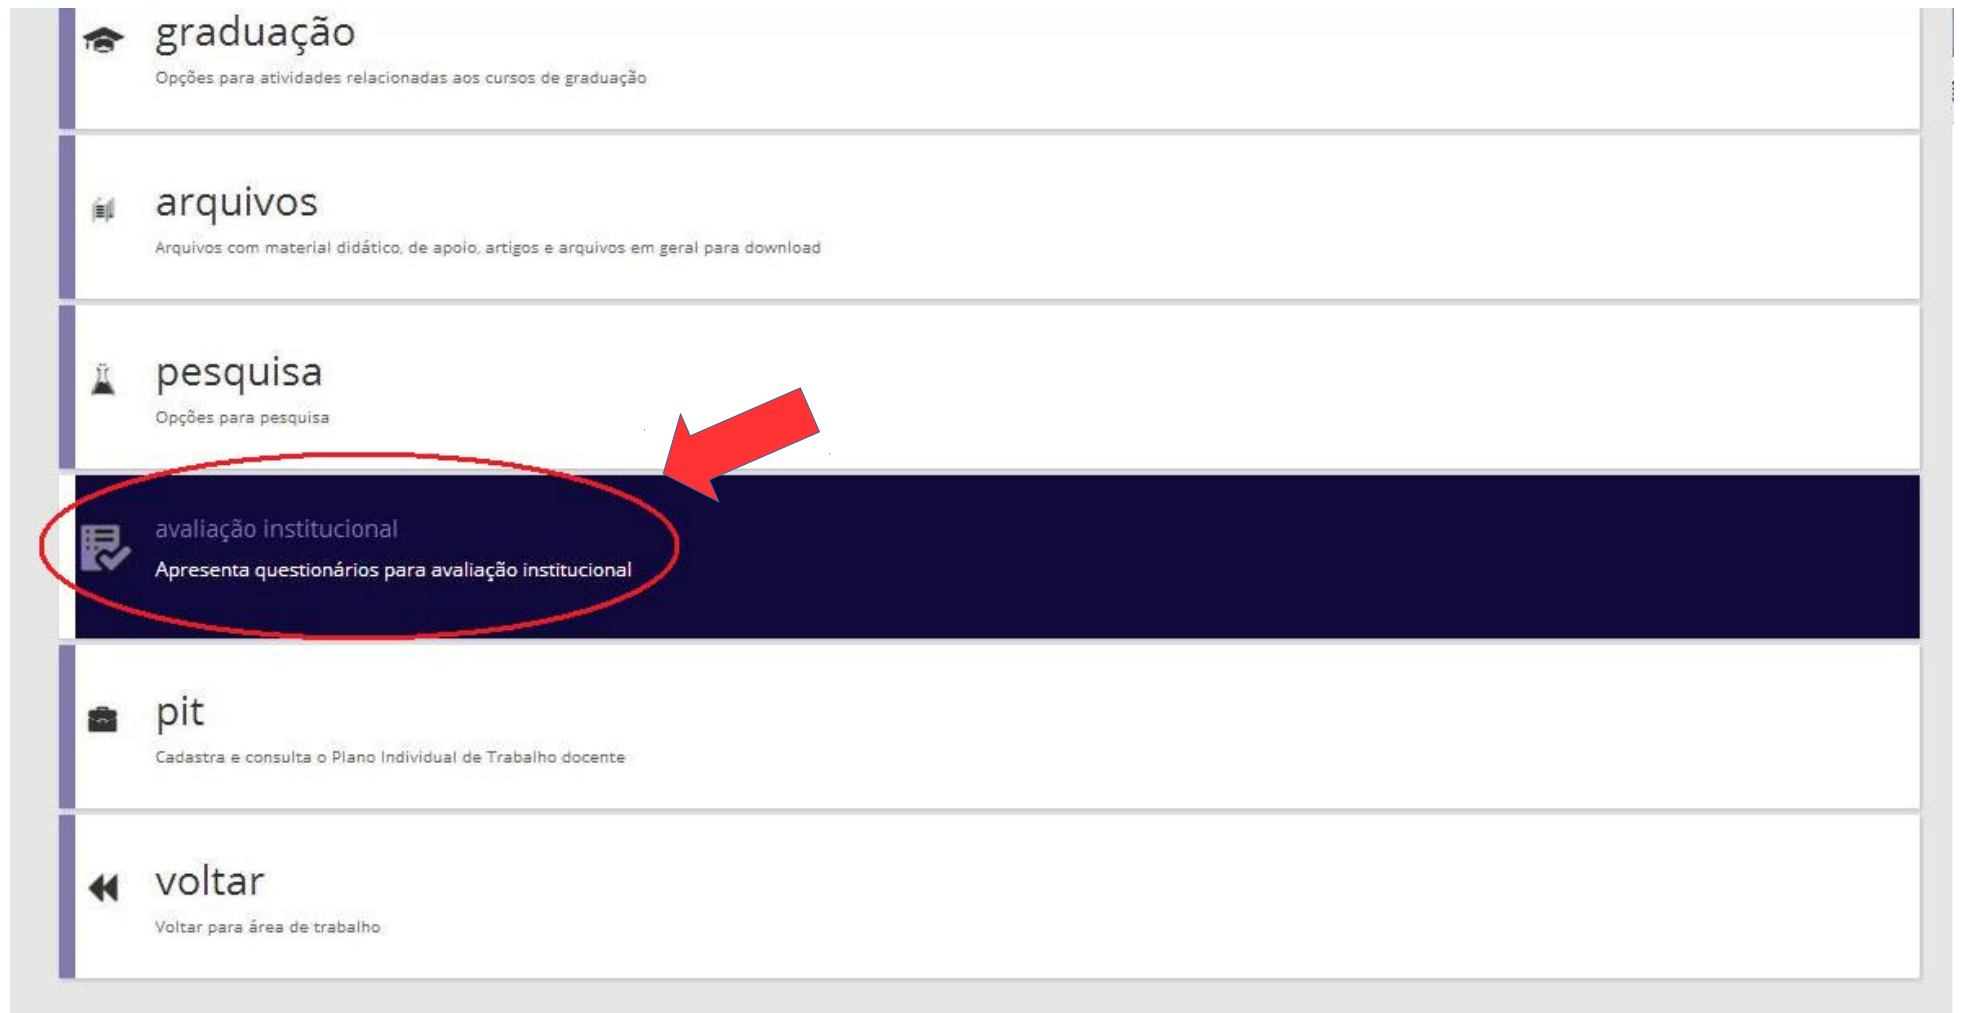 graduação
Opções para atividades relacionadas aos cursos de graduação
arquivos
Arquivos com material didático, de apoio, artigos e arquivos em geral para download
pesquisa
Opções para pesquisa
avaliação institucional
Apresenta questionários para avaliação institucional
pit
Cadastra e consulta o Plano Individual de Trabalho docente
voltar
Voltar para área de trabalho